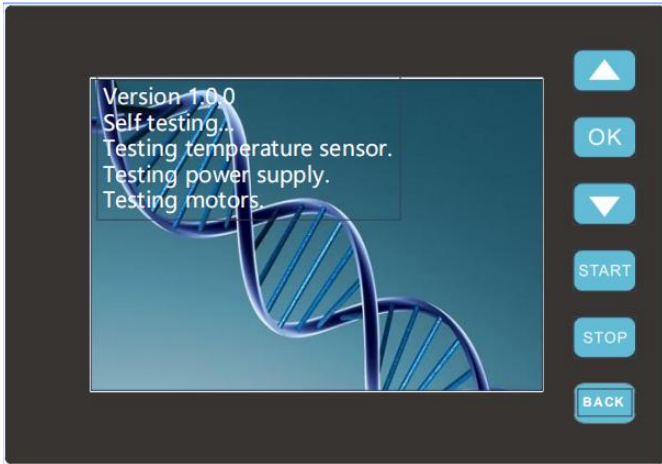 Version 1.0.0
Self testing...
Testing temperature sensor.
Testing power supply.
Testing motors.
OK
START
STOP
BACK